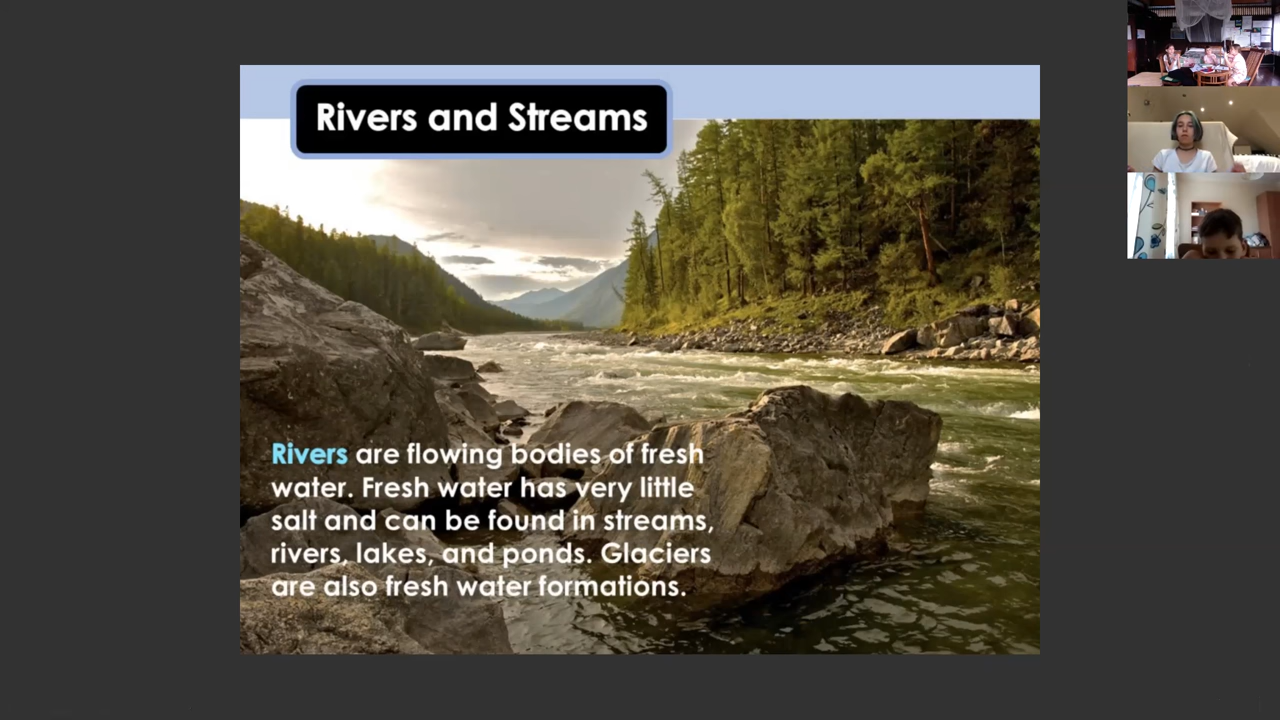 Rivers and Streams
Rivers are flowing bodies of fresh
water. Fresh water has very little
salt and can be found in streams,
rivers, lakes, and ponds. Glaciers
are also fresh water formations.